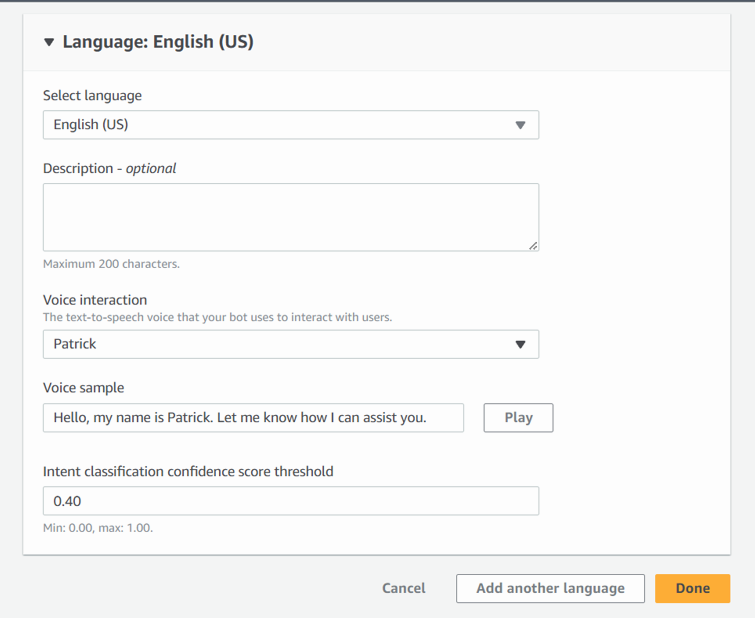 Language: English (US)
Select language
English (US)
Description - optional
Maximum 200 characters.
Voice interaction
The text-to-speech voice that your bot uses to interact with users.
Patrick
Voice sample
Hello, my name is Patrick. Let me know how I can assist you.
Play
Intent classification confidence score threshold
0.40
Min: 0.00, max: 1.00.
Cancel
Add another language
Done